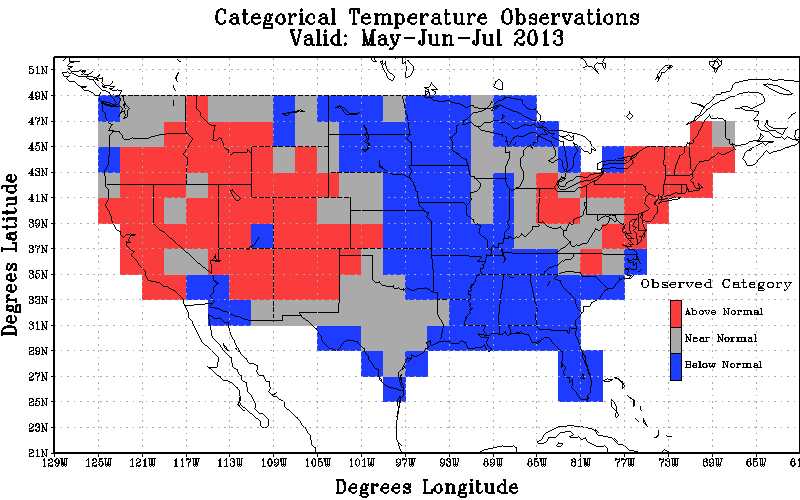 Categorical Temperature Observations
Valid: May-Jun-Jul 2013
Degrees Latitude
51N
49N
47N
45N
43N
41N
39N
37N
35N
33N
31N
29N
27N
25N
23N
21N
Observed Category
Above Normal
Near Normal
Below Normal
129W 125W 121W 117W 113W 109W 105W 101W 97W 93W 89W 85W 81W 77W 73W 69W 65W 61
Degrees Longitude